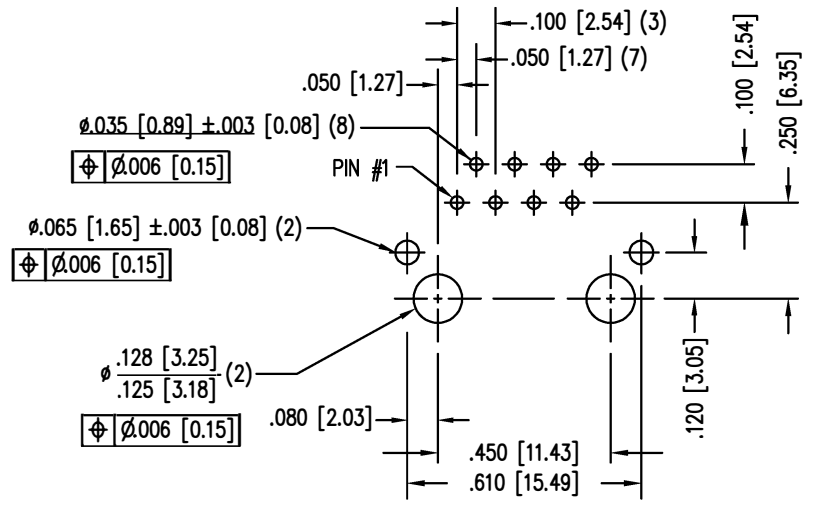 .100 [2.54] (3)
.050 [1.27] (7)
.050 [1.27]
.100 [2.54]
.250 [6.35]
⌀.035 [0.89] ±.003 [0.08] (8)
⌖ ⌀.006 [0.15]
PIN #1
⌀.065 [1.65] ±.003 [0.08] (2)
⌖ ⌀.006 [0.15]
⌀ .128 [3.25]
.125 [3.18] (2)
⌖ ⌀.006 [0.15]
.080 [2.03]
.120 [3.05]
.450 [11.43]
.610 [15.49]